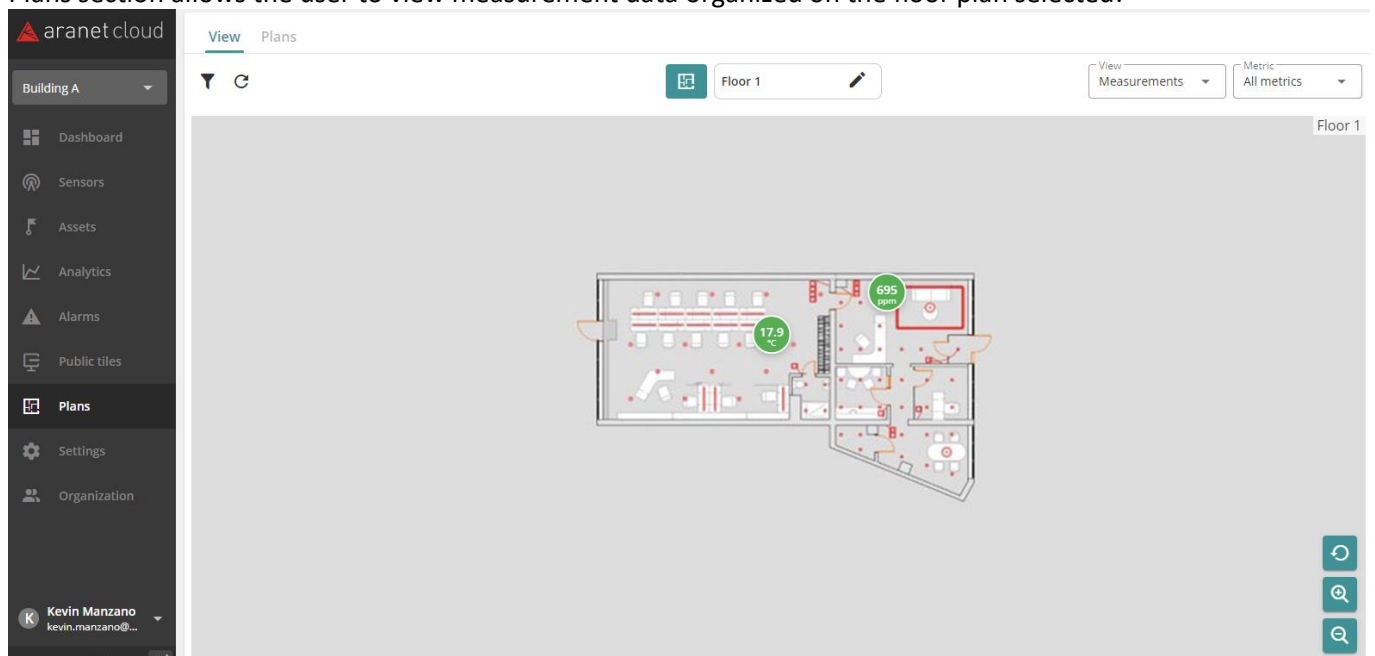 Plans section allows the user to view measurement data organized on the floor plan selected.
aranet cloud
View Plans
Building A
Floor 1
View
Measurements
Metric
All metrics
Floor 1
Dashboard
Sensors
Assets
Analytics
Alarms
Public tiles
Plans
Settings
Organization
695
ppm
17.9
°C
K
Kevin Manzano
kevin.manzano@...